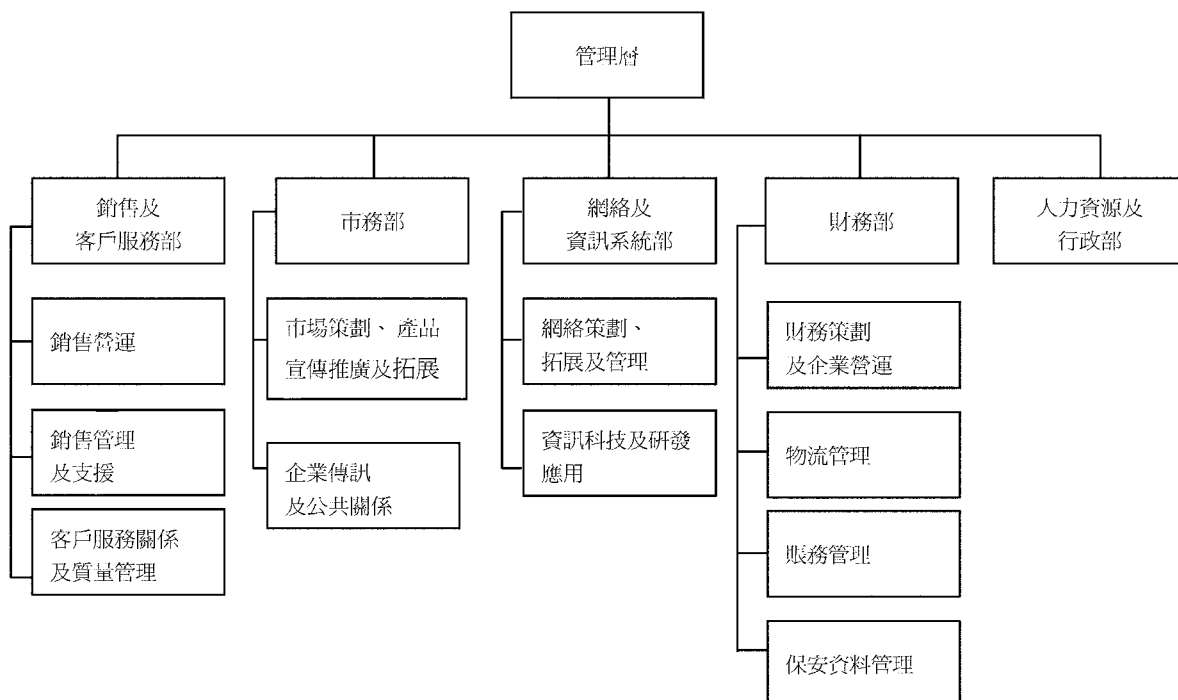 管理層
銷售及
客戶服務部
市務部
網絡及
資訊系統部
財務部
人力資源及
行政部
銷售營運
銷售管理
及支援
客戶服務關係
及質量管理
市場策劃、 產品
宣傳推廣及拓展
企業傳訊
及公共關係
網絡策劃、
拓展及管理
資訊科技及研發
應用
財務策劃
及企業營運
物流管理
賬務管理
保安資料管理